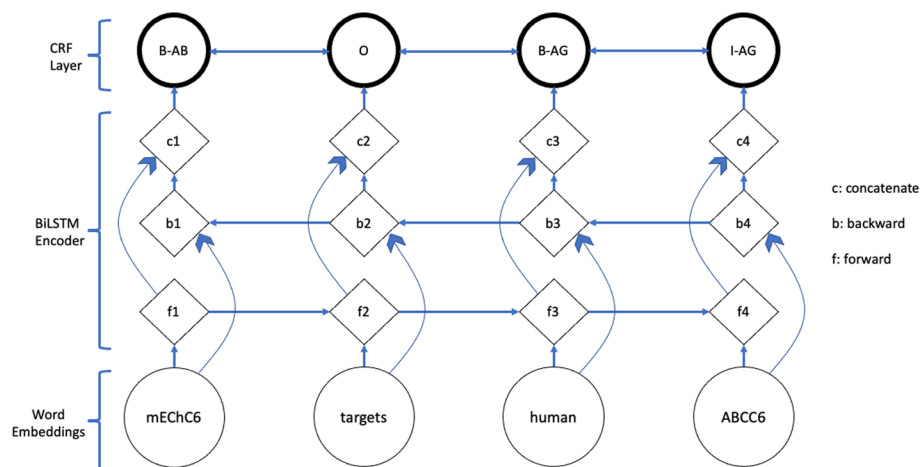 CRF
Layer
B-AB
O
B-AG
I-AG
c1
c2
c3
c4
c: concatenate
BiLSTM
Encoder
b1
b2
b3
b4
b: backward
f: forward
f1
f2
f3
f4
Word
Embeddings
mEChC6
targets
human
ABCC6